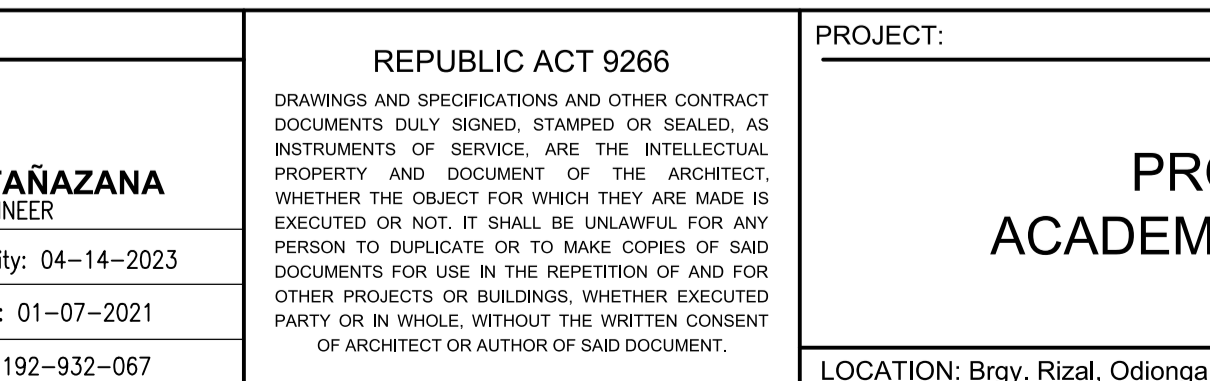 TAÑAZANA
INEER
ity: 04-14-2023
: 01-07-2021
192-932-067
REPUBLIC ACT 9266
DRAWINGS AND SPECIFICATIONS AND OTHER CONTRACT
DOCUMENTS DULY SIGNED, STAMPED OR SEALED, AS
INSTRUMENTS OF SERVICE, ARE THE INTELLECTUAL
PROPERTY AND DOCUMENT OF THE ARCHITECT,
WHETHER THE OBJECT FOR WHICH THEY ARE MADE IS
EXECUTED OR NOT. IT SHALL BE UNLAWFUL FOR ANY
PERSON TO DUPLICATE OR TO MAKE COPIES OF SAID
DOCUMENTS FOR USE IN THE REPETITION OF AND FOR
OTHER PROJECTS OR BUILDINGS, WHETHER EXECUTED
PARTY OR IN WHOLE, WITHOUT THE WRITTEN CONSENT
OF ARCHITECT OR AUTHOR OF SAID DOCUMENT.
PROJECT:
PRO
ACADEM
LOCATION: Brgy. Rizal, Odionga